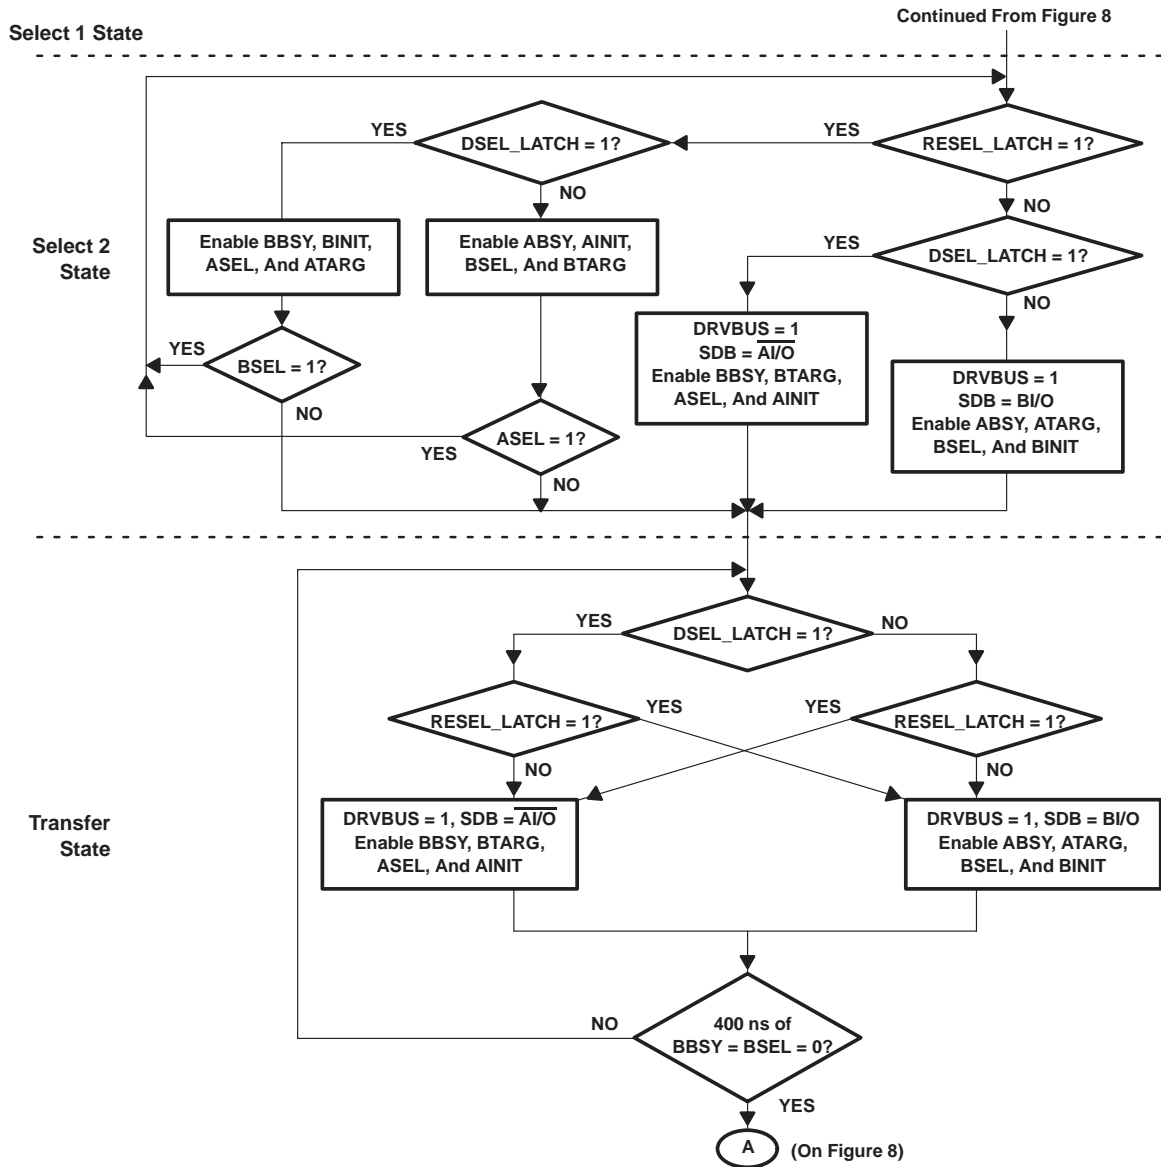 Continued From Figure 8
Select 1 State
YES
DSEL_LATCH = 1?
YES
RESEL_LATCH = 1?
NO
NO
Select 2
State
Enable BBSY, BINIT,
ASEL, And ATARG
Enable ABSY, AINIT,
BSEL, And BTARG
YES
DSEL_LATCH = 1?
NO
DRVBUS = 1
SDB = A̅I̅/̅O̅
Enable BBSY, BTARG,
ASEL, And AINIT
YES
BSEL = 1?
NO
DRVBUS = 1
SDB = BI/O
Enable ABSY, ATARG,
BSEL, And BINIT
YES
ASEL = 1?
NO
YES
DSEL_LATCH = 1?
NO
RESEL_LATCH = 1?
YES
YES
RESEL_LATCH = 1?
NO
NO
Transfer
State
DRVBUS = 1, SDB = A̅I̅/̅O̅
Enable BBSY, BTARG,
ASEL, And AINIT
DRVBUS = 1, SDB = BI/O
Enable ABSY, ATARG,
BSEL, And BINIT
NO
400 ns of
BBSY = BSEL = 0?
YES
A
(On Figure 8)